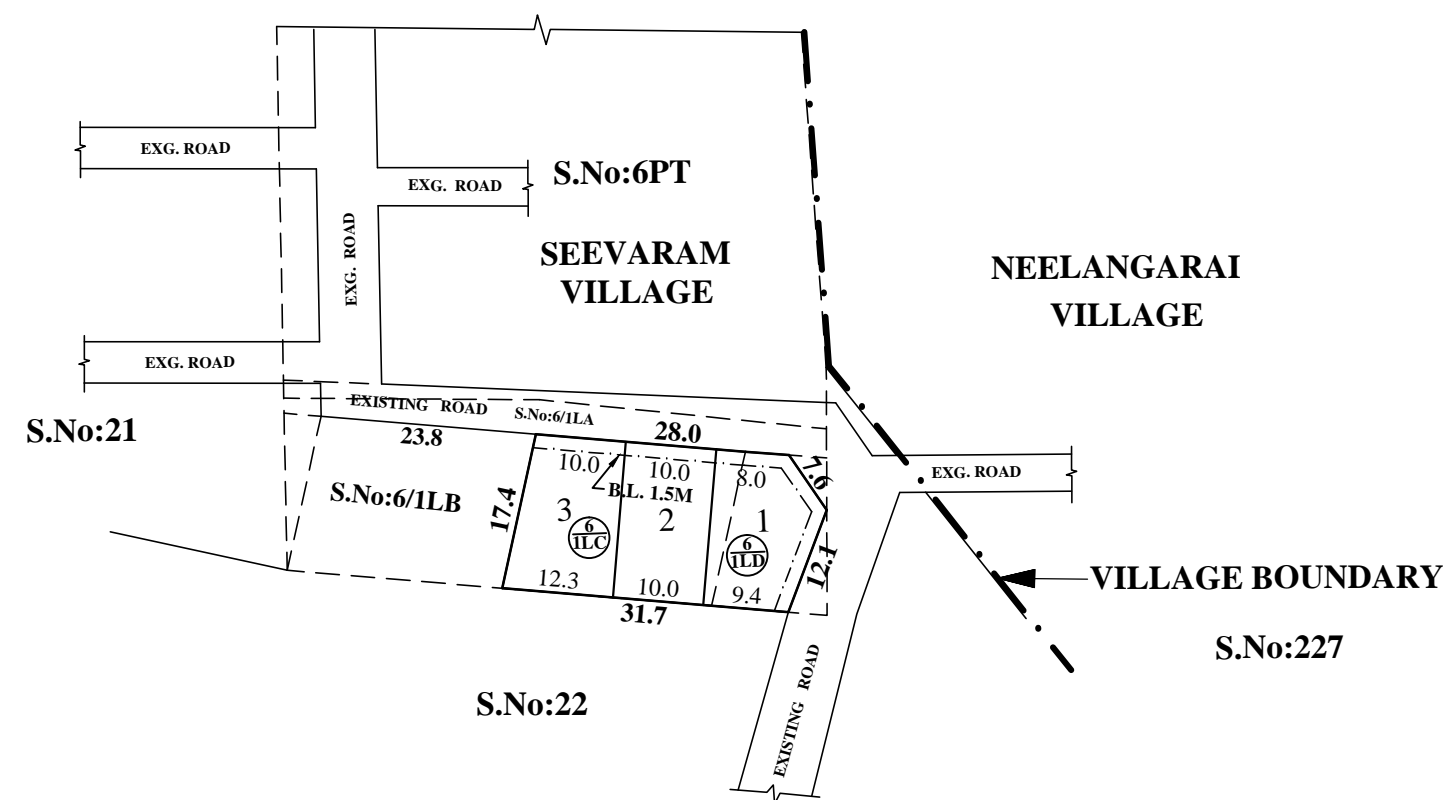 EXG. ROAD
S.No:6PT
EXG. ROAD
EXG. ROAD
SEEVARAM
VILLAGE
NEELANGARAI
VILLAGE
EXG. ROAD
EXISTING ROAD
S.No:6/1LA
S.No:21
23.8
28.0
7.6
EXG. ROAD
10.0
10.0
8.0
B.L. 1.5M
S.No:6/1LB
17.4
3
2
1
6
1LC
6
1LD
12.1
12.3
10.0
9.4
31.7
VILLAGE BOUNDARY
S.No:227
S.No:22
EXISTING ROAD